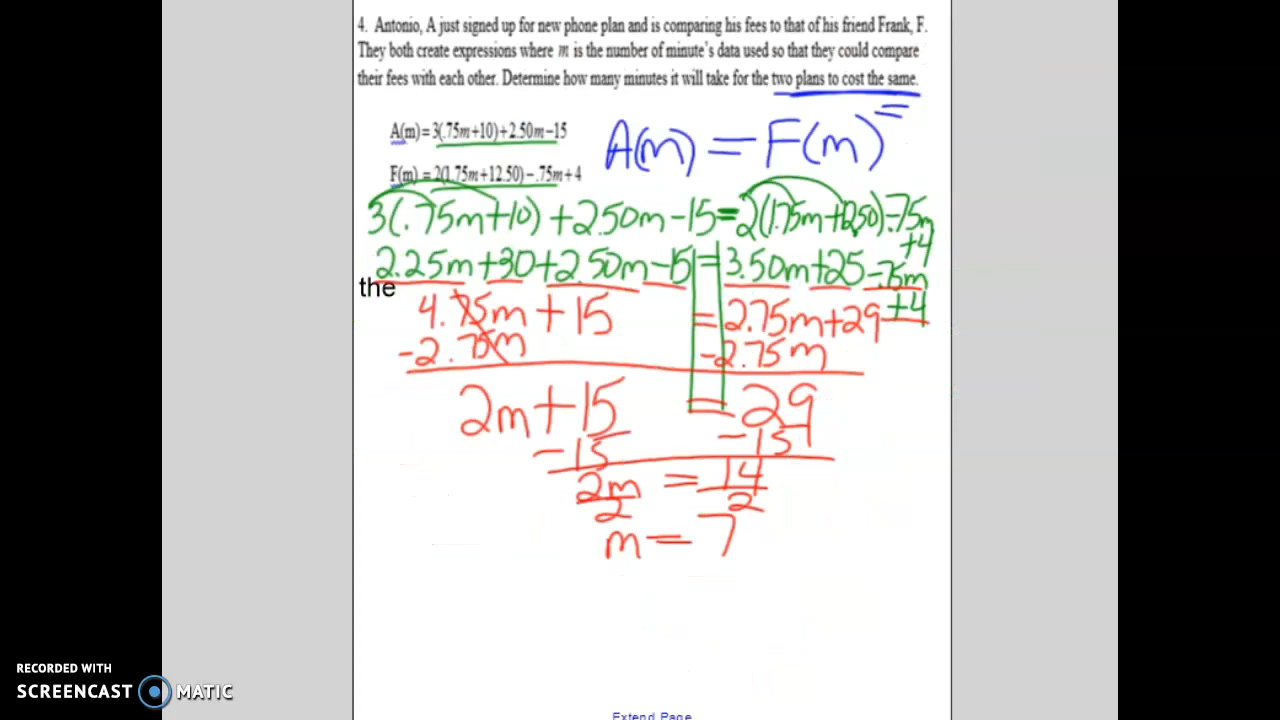 4. Antonio, A just signed up for new phone plan and is comparing his fees to that of his friend Frank, F.
They both create expressions where m is the number of minute's data used so that they could compare
their fees with each other. Determine how many minutes it will take for the two plans to cost the same.
A(m)=3(.75m+10)+2.50m−15
A(m) = F(m) =
F(m) = 2(1.75m+12.50)−.75m+4
3(.75m+10) +2.50m-15=2(1.75m+12.50)-.75m
+4
2.25m+30+2.50m-15=3.50m+25-.75m
+4
the
4.75m+15 =2.75m+29
-2.75m -2.75m
2m+15 = 29
-15 -15
2m = 14
2 2
m = 7
RECORDED WITH
SCREENCAST MATIC
Extend Page